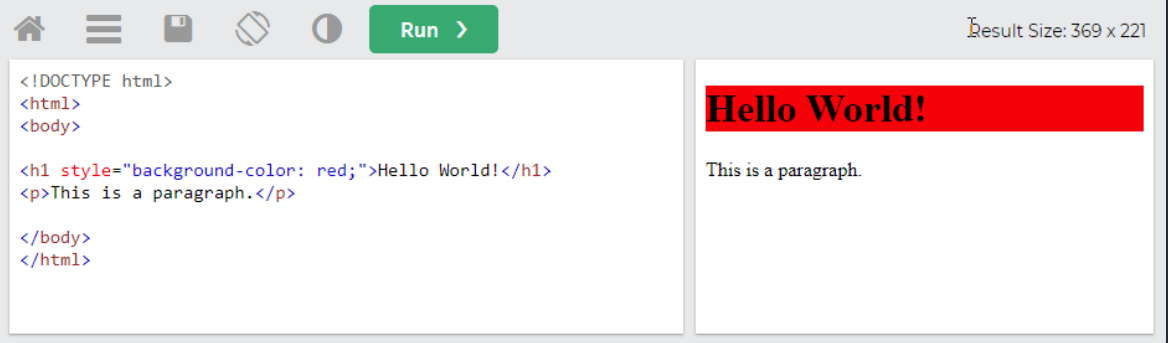 Run ❯
Result Size: 369 x 221
<!DOCTYPE html>
<html>
<body>
<h1 style="background-color: red;">Hello World!</h1>
<p>This is a paragraph.</p>
</body>
</html>
Hello World!
This is a paragraph.